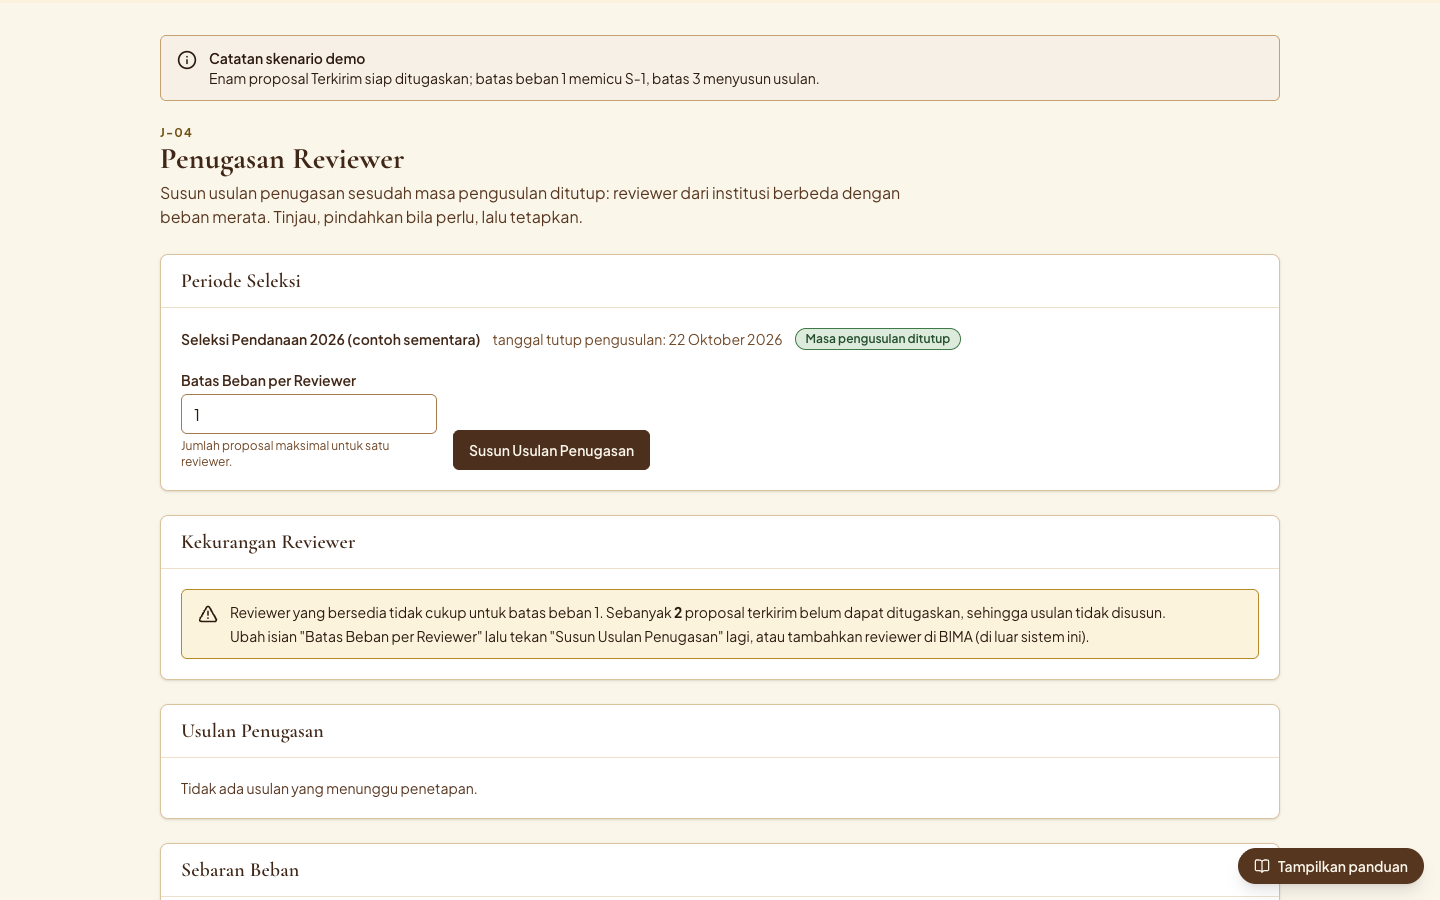 Catatan skenario demo
Enam proposal Terkirim siap ditugaskan; batas beban 1 memicu S-1, batas 3 menyusun usulan.
J-04
Penugasan Reviewer
Susun usulan penugasan sesudah masa pengusulan ditutup: reviewer dari institusi berbeda dengan
beban merata. Tinjau, pindahkan bila perlu, lalu tetapkan.
Periode Seleksi
Seleksi Pendanaan 2026 (contoh sementara) tanggal tutup pengusulan: 22 Oktober 2026 Masa pengusulan ditutup
Batas Beban per Reviewer
1
Jumlah proposal maksimal untuk satu
reviewer.
Susun Usulan Penugasan
Kekurangan Reviewer
Reviewer yang bersedia tidak cukup untuk batas beban 1. Sebanyak 2 proposal terkirim belum dapat ditugaskan, sehingga usulan tidak disusun.
Ubah isian "Batas Beban per Reviewer" lalu tekan "Susun Usulan Penugasan" lagi, atau tambahkan reviewer di BIMA (di luar sistem ini).
Usulan Penugasan
Tidak ada usulan yang menunggu penetapan.
Sebaran Beban
Tampilkan panduan